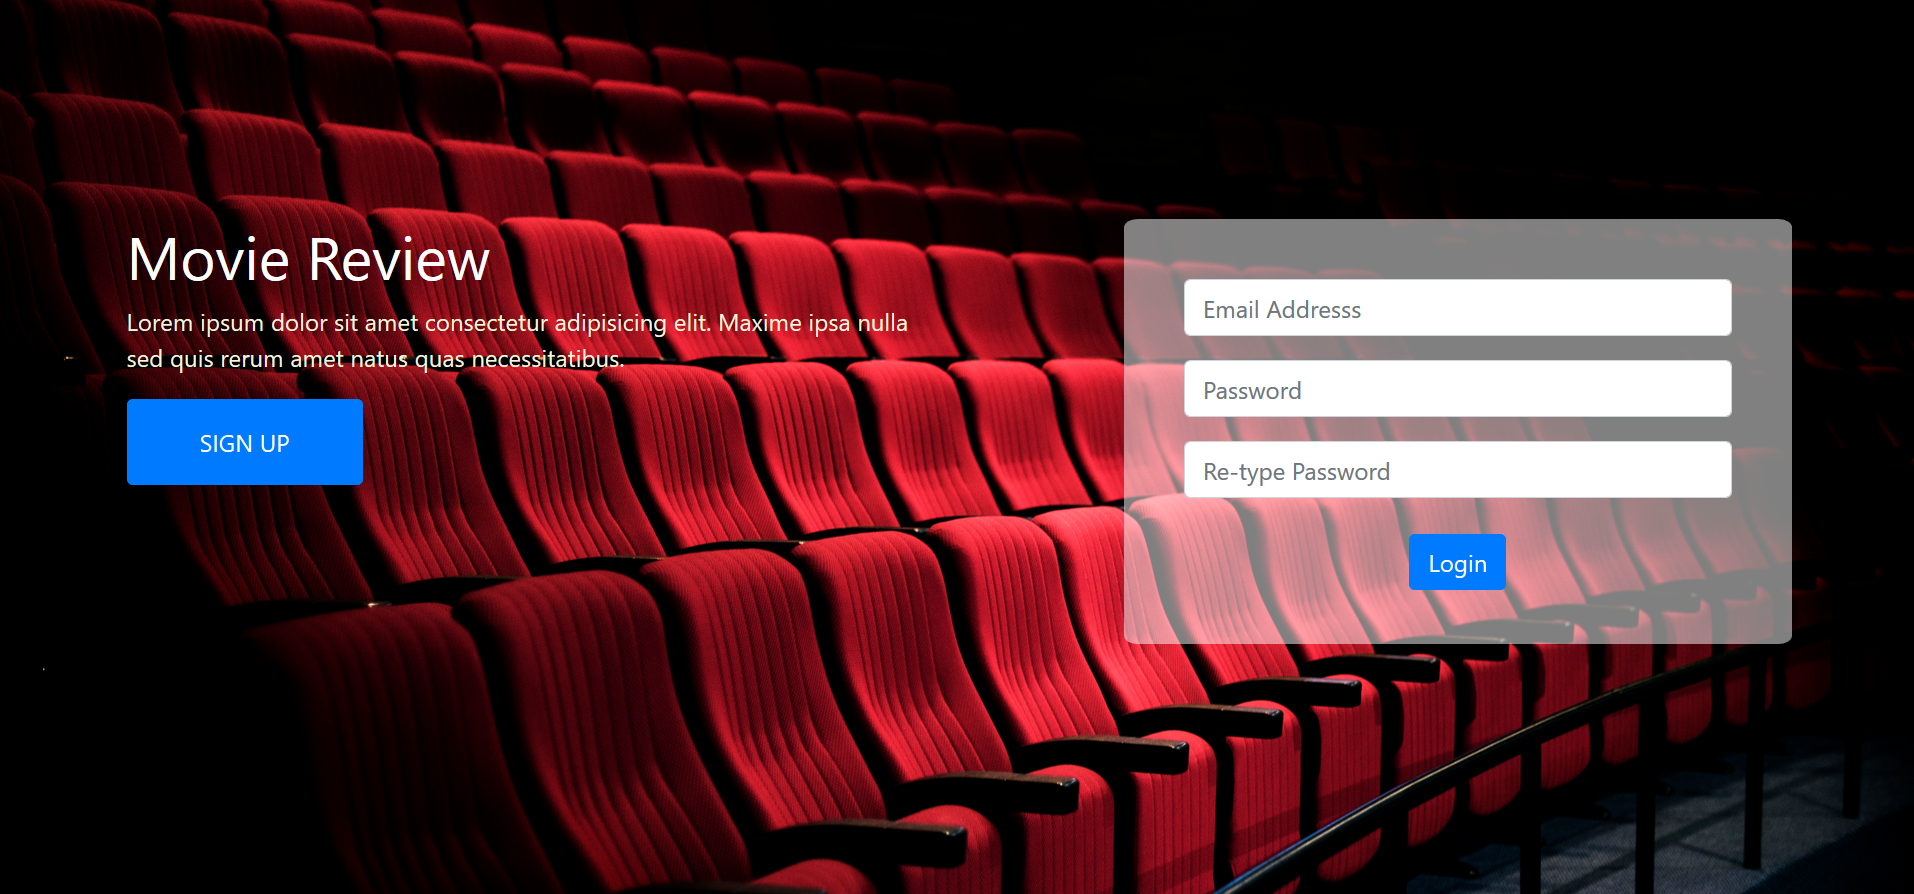 Movie Review
Lorem ipsum dolor sit amet consectetur adipisicing elit. Maxime ipsa nulla
sed quis rerum amet natus quas necessitatibus.
SIGN UP
Email Addresss
Password
Re-type Password
Login